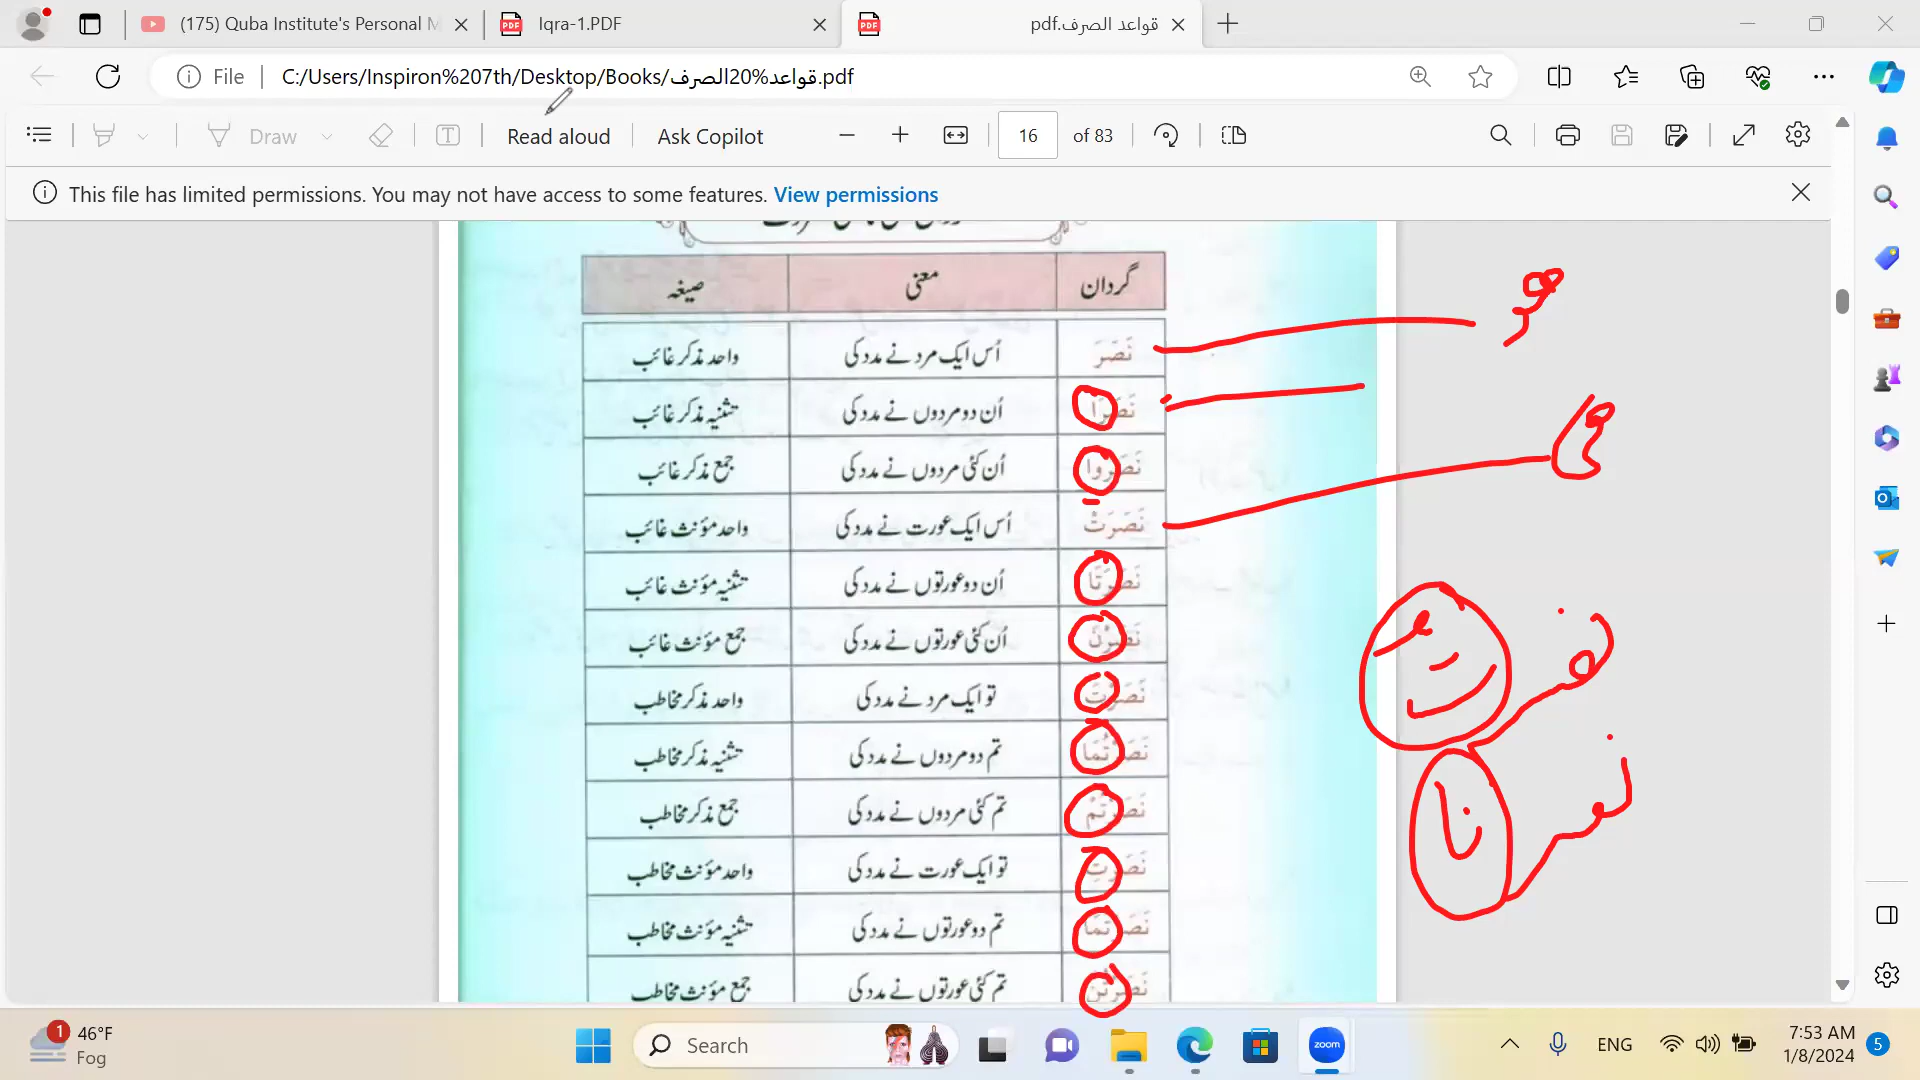 (175) Quba Institute's Personal M
Iqra-1.PDF
قواعد الصرف.pdf
File
C:/Users/Inspiron%207th/Desktop/Books/قواعد%20الصرف.pdf
Draw
Read aloud
Ask Copilot
16
of 83
This file has limited permissions. You may not have access to some features. View permissions
گردان معنی صیغہ
نَصَرَ اُس ایک مرد نے مدد کی واحد مذکر غائب
نَصَرَا اُن دو مردوں نے مدد کی تثنیہ مذکر غائب
نَصَرُوا اُن کئی مردوں نے مدد کی جمع مذکر غائب
نَصَرَتْ اُس ایک عورت نے مدد کی واحد مؤنث غائب
نَصَرَتَا اُن دو عورتوں نے مدد کی تثنیہ مؤنث غائب
نَصَرْنَ اُن کئی عورتوں نے مدد کی جمع مؤنث غائب
نَصَرْتَ تو ایک مرد نے مدد کی واحد مذکر مخاطب
نَصَرْتُمَا تم دو مردوں نے مدد کی تثنیہ مذکر مخاطب
نَصَرْتُمْ تم کئی مردوں نے مدد کی جمع مذکر مخاطب
نَصَرْتِ تو ایک عورت نے مدد کی واحد مؤنث مخاطب
نَصَرْتُمَا تم دو عورتوں نے مدد کی تثنیہ مؤنث مخاطب
نَصَرْتُنَّ تم کئی عورتوں نے مدد کی جمع مؤنث مخاطب
هو
نا
1
46°F
Fog
Search
zoom
ENG
7:53 AM
1/8/2024
5